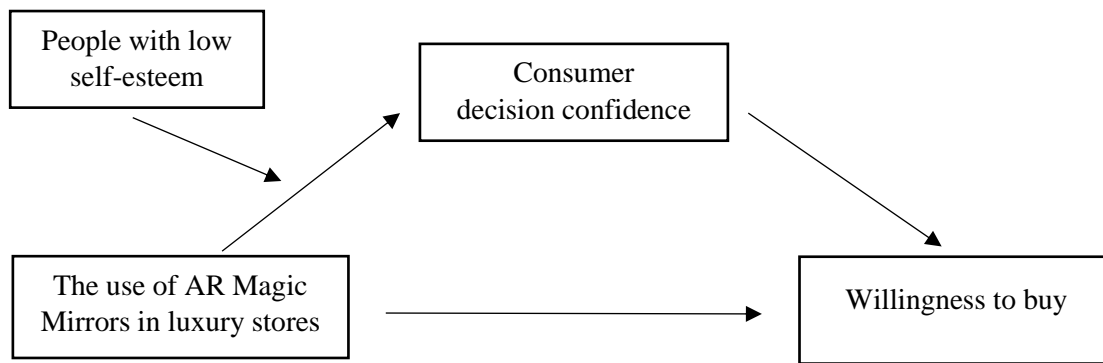 People with low
self-esteem
Consumer
decision confidence
The use of AR Magic
Mirrors in luxury stores
Willingness to buy